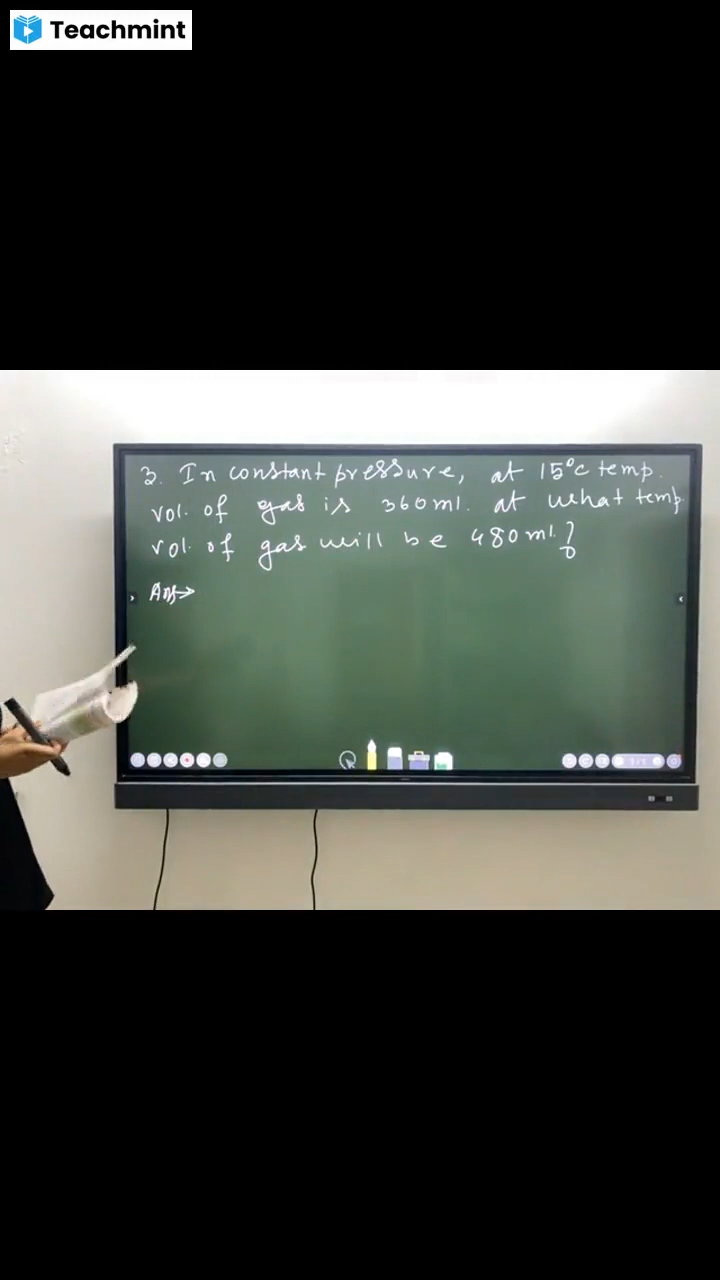 Teachmint
3. In constant pressure, at 15°c temp.
vol. of gas is 360ml. at what temp
vol. of gas will be 480ml.?
Ans→